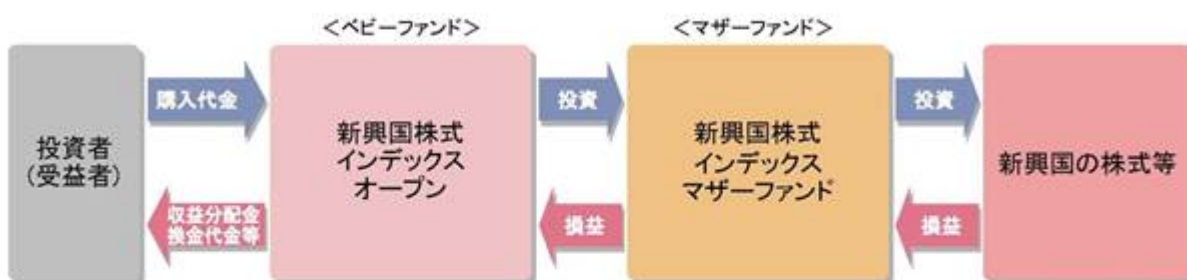 <ベビーファンド>
<マザーファンド>
投資者
(受益者)
購入代金
収益分配金
換金代金等
新興国株式
インデックス
オープン
投資
損益
新興国株式
インデックス
マザーファンド
投資
損益
新興国の株式等